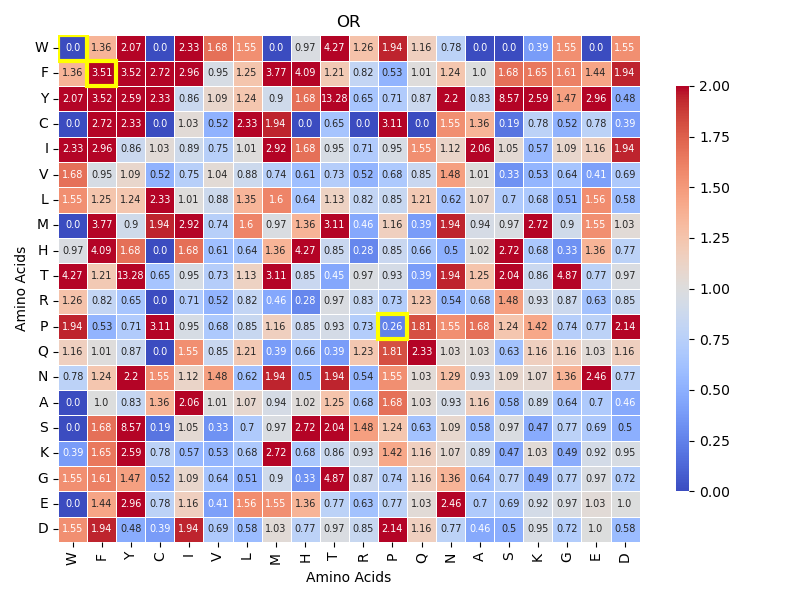 OR
W 0.0 1.36 2.07 0.0 2.33 1.68 1.55 0.0 0.97 4.27 1.26 1.94 1.16 0.78 0.0 0.0 0.39 1.55 0.0 1.55
F 1.36 3.51 3.52 2.72 2.96 0.95 1.25 3.77 4.09 1.21 0.82 0.53 1.01 1.24 1.0 1.68 1.65 1.61 1.44 1.94
Y 2.07 3.52 2.59 2.33 0.86 1.09 1.24 0.9 1.68 13.28 0.65 0.71 0.87 2.2 0.83 8.57 2.59 1.47 2.96 0.48
C 0.0 2.72 2.33 0.0 1.03 0.52 2.33 1.94 0.0 0.65 0.0 3.11 0.0 1.55 1.36 0.19 0.78 0.52 0.78 0.39
I 2.33 2.96 0.86 1.03 0.89 0.75 1.01 2.92 1.68 0.95 0.71 0.95 1.55 1.12 2.06 1.05 0.57 1.09 1.16 1.94
V 1.68 0.95 1.09 0.52 0.75 1.04 0.88 0.74 0.61 0.73 0.52 0.68 0.85 1.48 1.01 0.33 0.53 0.64 0.41 0.69
L 1.55 1.25 1.24 2.33 1.01 0.88 1.35 1.6 0.64 1.13 0.82 0.85 1.21 0.62 1.07 0.7 0.68 0.51 1.56 0.58
M 0.0 3.77 0.9 1.94 2.92 0.74 1.6 0.97 1.36 3.11 0.46 1.16 0.39 1.94 0.94 0.97 2.72 0.9 1.55 1.03
H 0.97 4.09 1.68 0.0 1.68 0.61 0.64 1.36 4.27 0.85 0.28 0.85 0.66 0.5 1.02 2.72 0.68 0.33 1.36 0.77
T 4.27 1.21 13.28 0.65 0.95 0.73 1.13 3.11 0.85 0.45 0.97 0.93 0.39 1.94 1.25 2.04 0.86 4.87 0.77 0.97
R 1.26 0.82 0.65 0.0 0.71 0.52 0.82 0.46 0.28 0.97 0.83 0.73 1.23 0.54 0.68 1.48 0.93 0.87 0.63 0.85
P 1.94 0.53 0.71 3.11 0.95 0.68 0.85 1.16 0.85 0.93 0.73 0.26 1.81 1.55 1.68 1.24 1.42 0.74 0.77 2.14
Q 1.16 1.01 0.87 0.0 1.55 0.85 1.21 0.39 0.66 0.39 1.23 1.81 2.33 1.03 1.03 0.63 1.16 1.16 1.03 1.16
N 0.78 1.24 2.2 1.55 1.12 1.48 0.62 1.94 0.5 1.94 0.54 1.55 1.03 1.29 0.93 1.09 1.07 1.36 2.46 0.77
A 0.0 1.0 0.83 1.36 2.06 1.01 1.07 0.94 1.02 1.25 0.68 1.68 1.03 0.93 1.16 0.58 0.89 0.64 0.7 0.46
S 0.0 1.68 8.57 0.19 1.05 0.33 0.7 0.97 2.72 2.04 1.48 1.24 0.63 1.09 0.58 0.97 0.47 0.77 0.69 0.5
K 0.39 1.65 2.59 0.78 0.57 0.53 0.68 2.72 0.68 0.86 0.93 1.42 1.16 1.07 0.89 0.47 1.03 0.49 0.92 0.95
G 1.55 1.61 1.47 0.52 1.09 0.64 0.51 0.9 0.33 4.87 0.87 0.74 1.16 1.36 0.64 0.77 0.49 0.77 0.97 0.72
E 0.0 1.44 2.96 0.78 1.16 0.41 1.56 1.55 1.36 0.77 0.63 0.77 1.03 2.46 0.7 0.69 0.92 0.97 1.03 1.0
D 1.55 1.94 0.48 0.39 1.94 0.69 0.58 1.03 0.77 0.97 0.85 2.14 1.16 0.77 0.46 0.5 0.95 0.72 1.0 0.58
W F Y C I V L M H T R P Q N A S K G E D
Amino Acids
Amino Acids
2.00
1.75
1.50
1.25
1.00
0.75
0.50
0.25
0.00